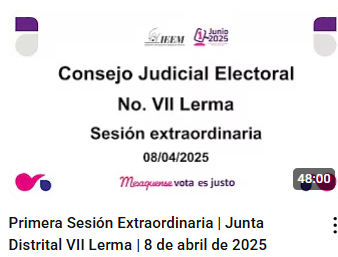 IEEM
1 Junio
2025
Consejo Judicial Electoral
No. VII Lerma
Sesión extraordinaria
08/04/2025
Mexiquense vota es justo
48:00
Primera Sesión Extraordinaria | Junta
Distrital VII Lerma | 8 de abril de 2025